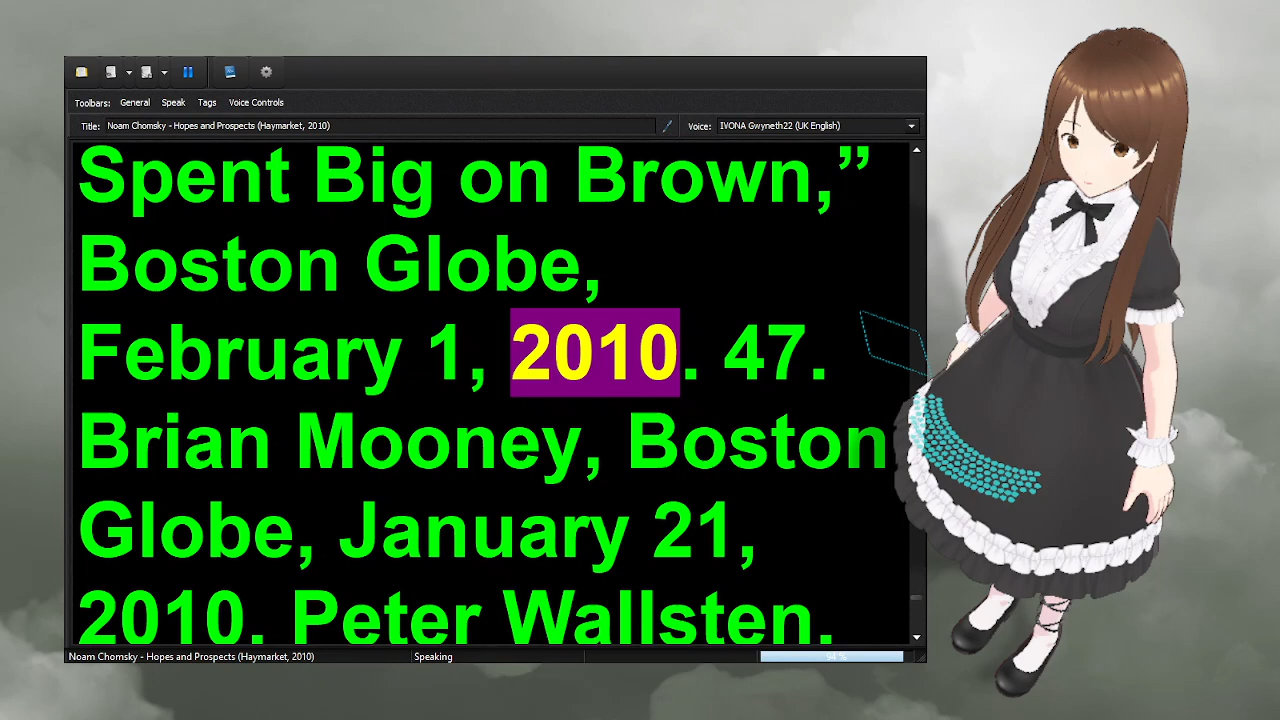 Toolbars: General Speak Tags Voice Controls
Title: Noam Chomsky - Hopes and Prospects (Haymarket, 2010) Voice: IVONA Gwyneth22 (UK English)
Spent Big on Brown,”
Boston Globe,
February 1, 2010. 47.
Brian Mooney, Boston
Globe, January 21,
2010. Peter Wallsten,
Noam Chomsky - Hopes and Prospects (Haymarket, 2010) Speaking 94 %